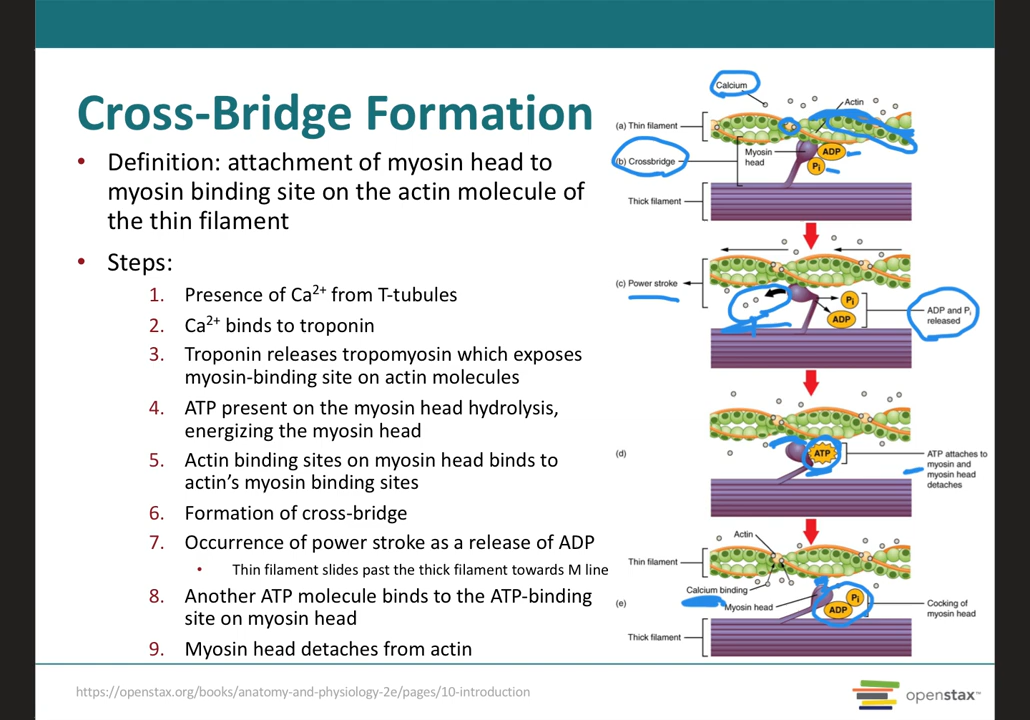 Cross-Bridge Formation
• Definition: attachment of myosin head to
myosin binding site on the actin molecule of
the thin filament
• Steps:
1. Presence of Ca2+ from T-tubules
2. Ca2+ binds to troponin
3. Troponin releases tropomyosin which exposes
myosin-binding site on actin molecules
4. ATP present on the myosin head hydrolysis,
energizing the myosin head
5. Actin binding sites on myosin head binds to
actin's myosin binding sites
6. Formation of cross-bridge
7. Occurrence of power stroke as a release of ADP
• Thin filament slides past the thick filament towards M line
8. Another ATP molecule binds to the ATP-binding
site on myosin head
9. Myosin head detaches from actin
Calcium
Actin
(a) Thin filament
(b) Crossbridge
Myosin
head
ADP
Pi
Thick filament
(c) Power stroke
Pi
ADP
ADP and Pi
released
(d)
ATP
ATP attaches to
myosin and
myosin head
detaches
Actin
Thin filament
Calcium binding
(e)
Myosin head
Pi
ADP
Cocking of
myosin head
Thick filament
https://openstax.org/books/anatomy-and-physiology-2e/pages/10-introduction
openstax™